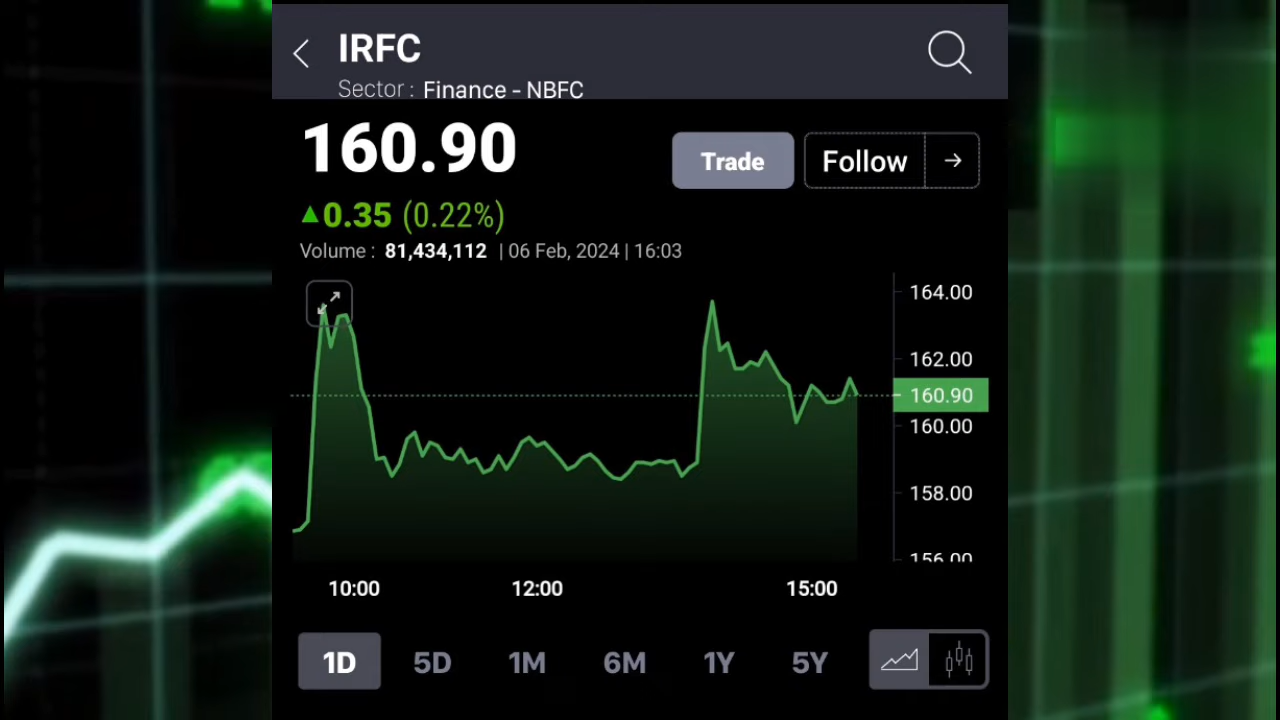 IRFC
Sector : Finance - NBFC
160.90
Trade
Follow →
▲0.35 (0.22%)
Volume : 81,434,112 | 06 Feb, 2024 | 16:03
164.00
162.00
160.90
160.00
158.00
156.00
10:00 12:00 15:00
1D 5D 1M 6M 1Y 5Y